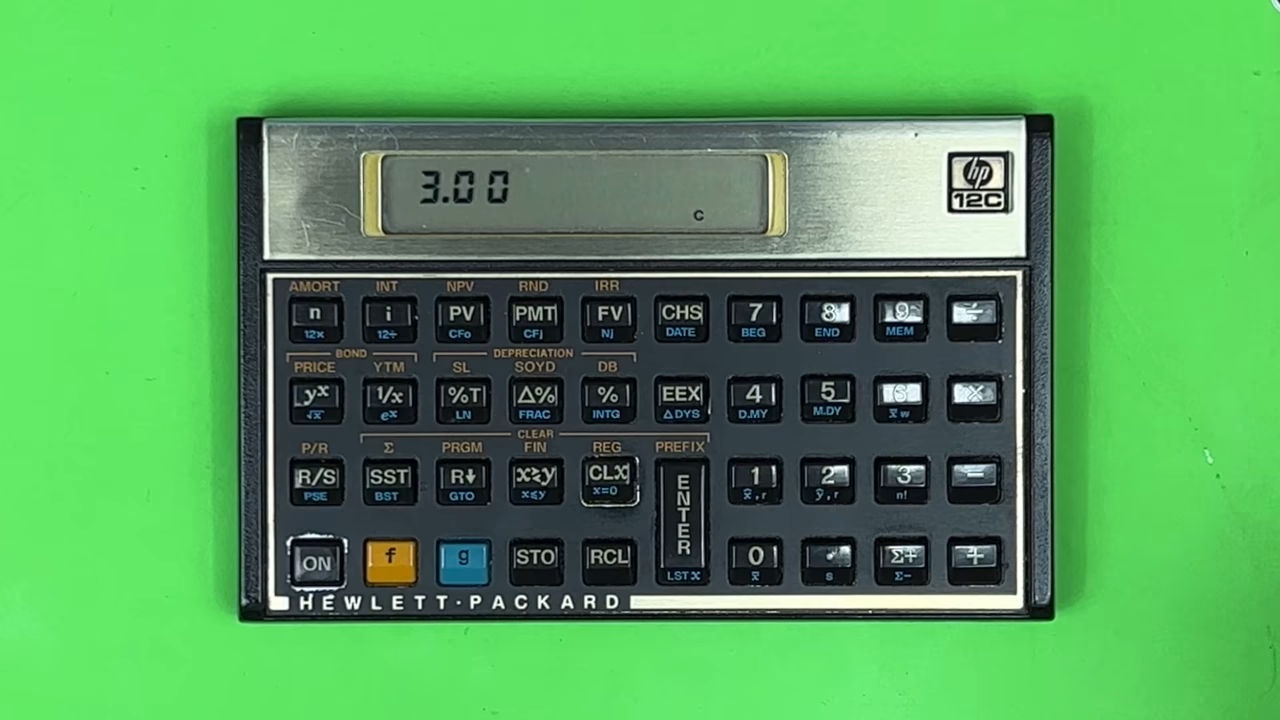 3.00
C
hp
12C
AMORT INT NPV RND IRR
n i PV PMT FV CHS 7 8 9 ÷
12× 12÷ CFo CFj Nj DATE BEG END MEM
BOND DEPRECIATION
PRICE YTM SL SOYD DB
yˣ 1/x %T Δ% % EEX 4 5 6 ×
√x eˣ LN FRAC INTG ΔDYS D.MY M.DY x̄w
CLEAR
P/R Σ PRGM FIN REG PREFIX
R/S SST R↓ x≷y CLx ENTER 1 2 3 −
PSE BST GTO x≤y x=0 x̂,r ŷ,r n!
ON f g STO RCL 0 . Σ+ +
LSTX x̄ s Σ−
HEWLETT·PACKARD